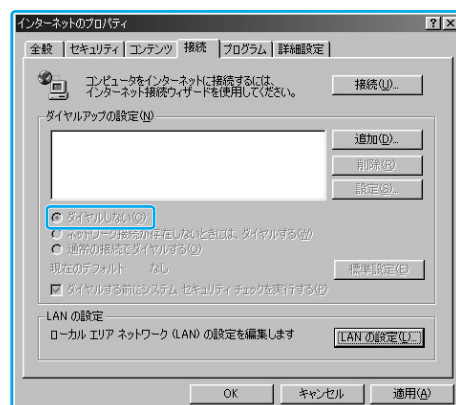 インターネットのプロパティ
全般 セキュリティ コンテンツ 接続 プログラム 詳細設定
コンピュータをインターネットに接続するには、
インターネット接続ウィザードを使用してください。
接続(U)...
ダイヤルアップの設定(N)
追加(D)...
削除(R)
設定(S)...
ダイヤルしない(C)
ネットワーク接続が存在しないときには、ダイヤルする(W)
通常の接続でダイヤルする(O)
現在のデフォルト: なし
標準設定(E)
ダイヤルする前にシステム セキュリティ チェックを実行する(P)
LAN の設定
ローカル エリア ネットワーク (LAN) の設定を編集します
LAN の設定(L)...
OK キャンセル 適用(A)